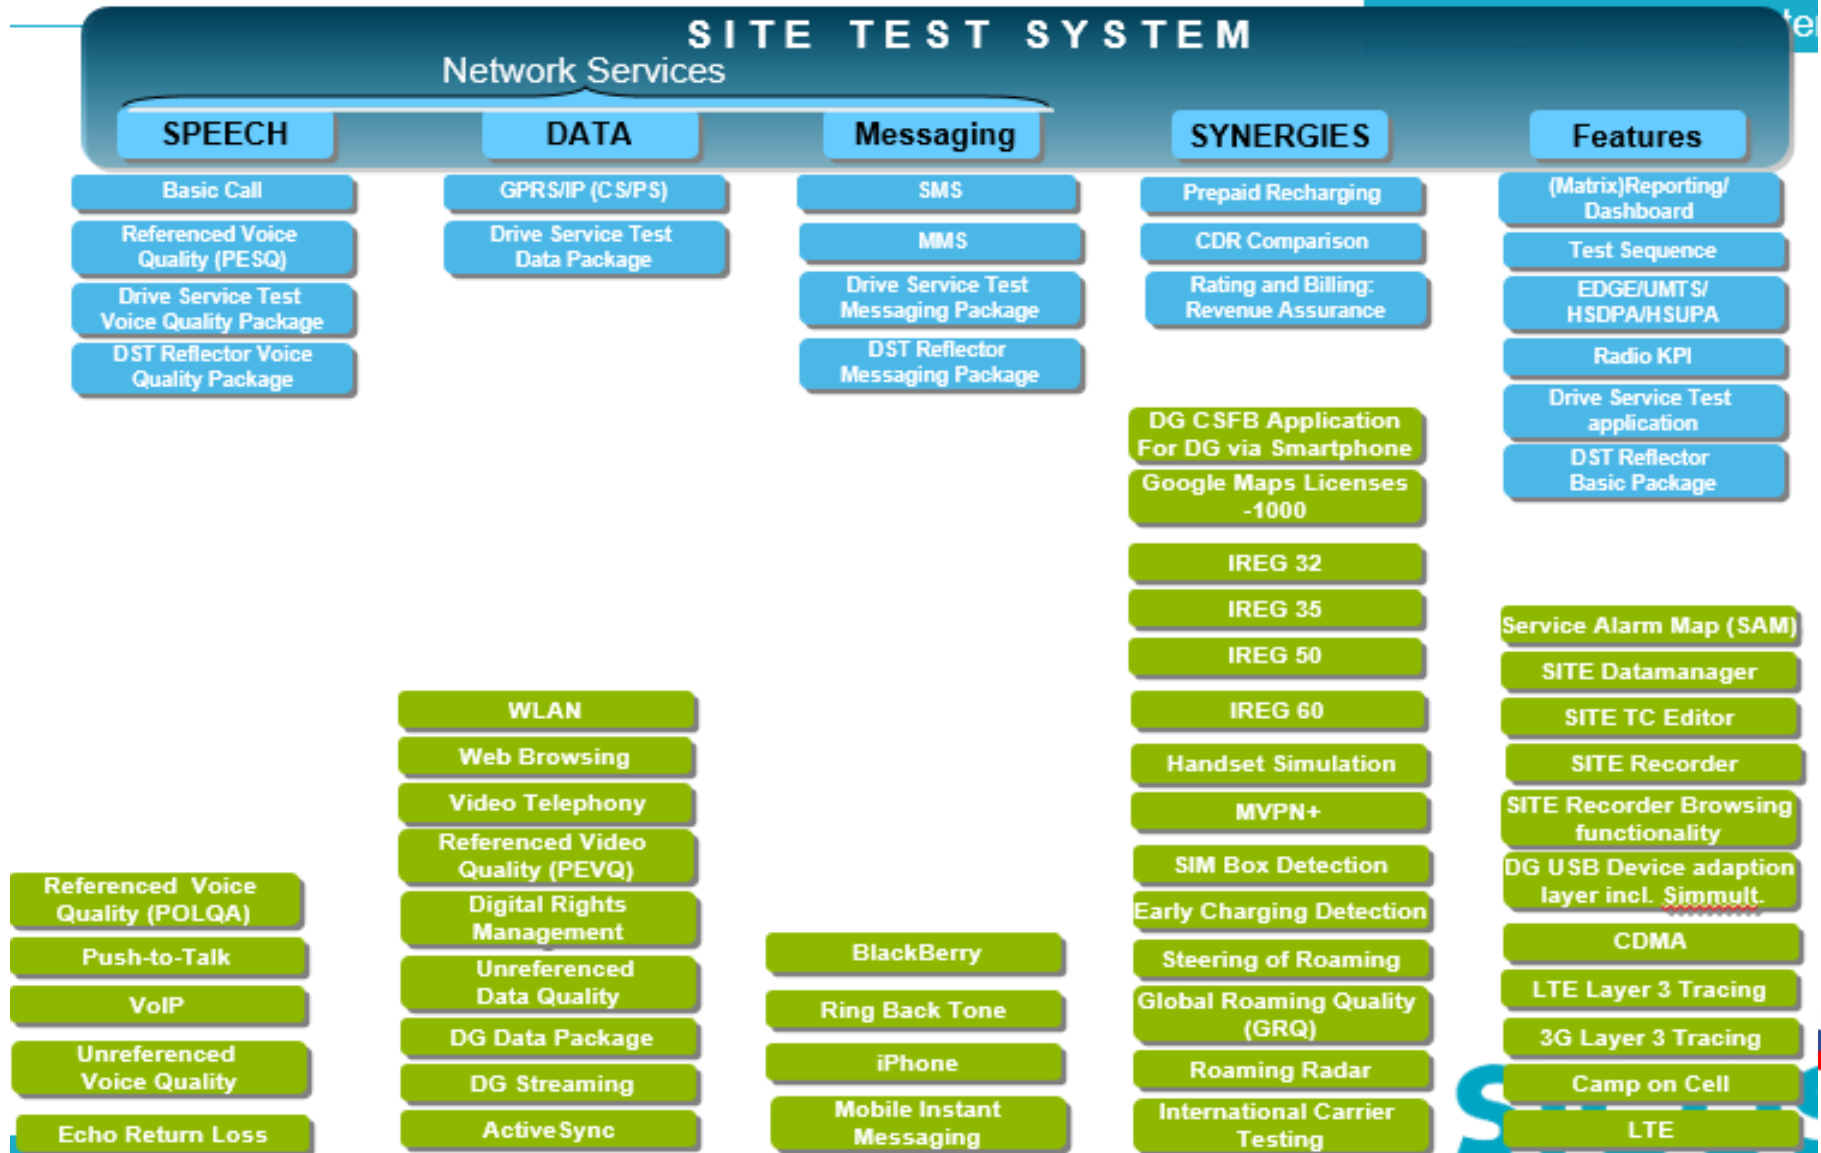 SITE TEST SYSTEM
Network Services
SPEECH
Basic Call
Referenced Voice
Quality (PESQ)
Drive Service Test
Voice Quality Package
DST Reflector Voice
Quality Package
Referenced Voice
Quality (POLQA)
Push-to-Talk
VoIP
Unreferenced
Voice Quality
Echo Return Loss
DATA
GPRS/IP (CS/PS)
Drive Service Test
Data Package
WLAN
Web Browsing
Video Telephony
Referenced Video
Quality (PEVQ)
Digital Rights
Management
Unreferenced
Data Quality
DG Data Package
DG Streaming
ActiveSync
Messaging
SMS
MMS
Drive Service Test
Messaging Package
DST Reflector
Messaging Package
BlackBerry
Ring Back Tone
iPhone
Mobile Instant
Messaging
SYNERGIES
Prepaid Recharging
CDR Comparison
Rating and Billing:
Revenue Assurance
DG CSFB Application
For DG via Smartphone
Google Maps Licenses
-1000
IREG 32
IREG 35
IREG 50
IREG 60
Handset Simulation
MVPN+
SIM Box Detection
Early Charging Detection
Steering of Roaming
Global Roaming Quality
(GRQ)
Roaming Radar
International Carrier
Testing
Features
(Matrix)Reporting/
Dashboard
Test Sequence
EDGE/UMTS/
HSDPA/HSUPA
Radio KPI
Drive Service Test
application
DST Reflector
Basic Package
Service Alarm Map (SAM)
SITE Datamanager
SITE TC Editor
SITE Recorder
SITE Recorder Browsing
functionality
DG USB Device adaption
layer incl. Simmult.
CDMA
LTE Layer 3 Tracing
3G Layer 3 Tracing
Camp on Cell
LTE